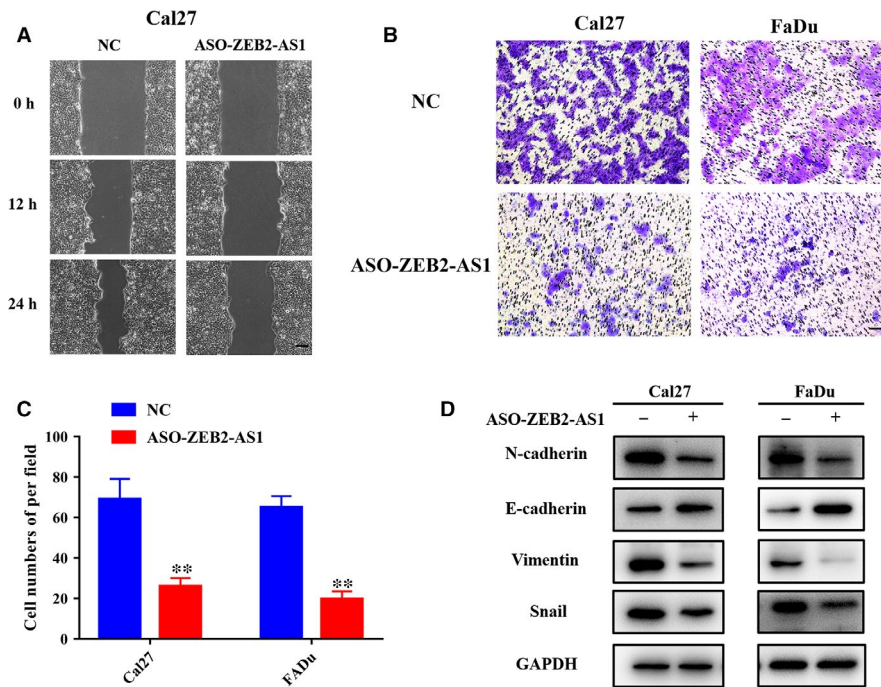 A
Cal27
NC ASO-ZEB2-AS1
0 h
12 h
24 h
B
Cal27 FaDu
NC
ASO-ZEB2-AS1
C
NC
ASO-ZEB2-AS1
Cell numbers of per field
100
80
60
40
20
0
** **
Cal27 FADu
D
Cal27 FaDu
ASO-ZEB2-AS1 – + – +
N-cadherin
E-cadherin
Vimentin
Snail
GAPDH